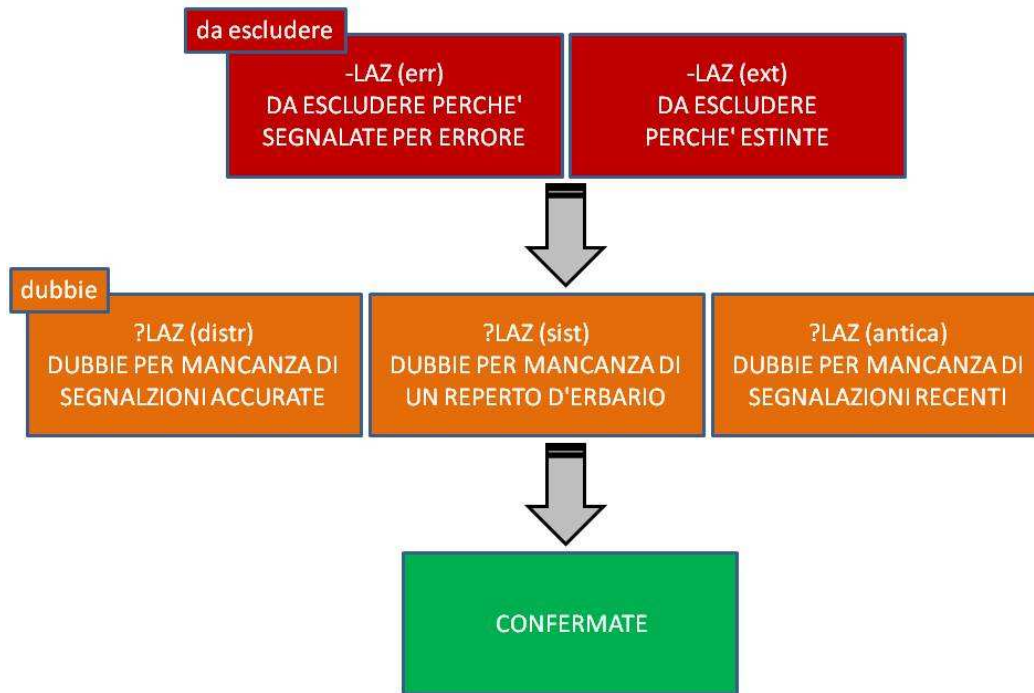 da escludere
-LAZ (err)
DA ESCLUDERE PERCHE'
SEGNALATE PER ERRORE
-LAZ (ext)
DA ESCLUDERE
PERCHE' ESTINTE
dubbie
?LAZ (distr)
DUBBIE PER MANCANZA DI
SEGNALZIONI ACCURATE
?LAZ (sist)
DUBBIE PER MANCANZA DI
UN REPERTO D'ERBARIO
?LAZ (antica)
DUBBIE PER MANCANZA DI
SEGNALAZIONI RECENTI
CONFERMATE